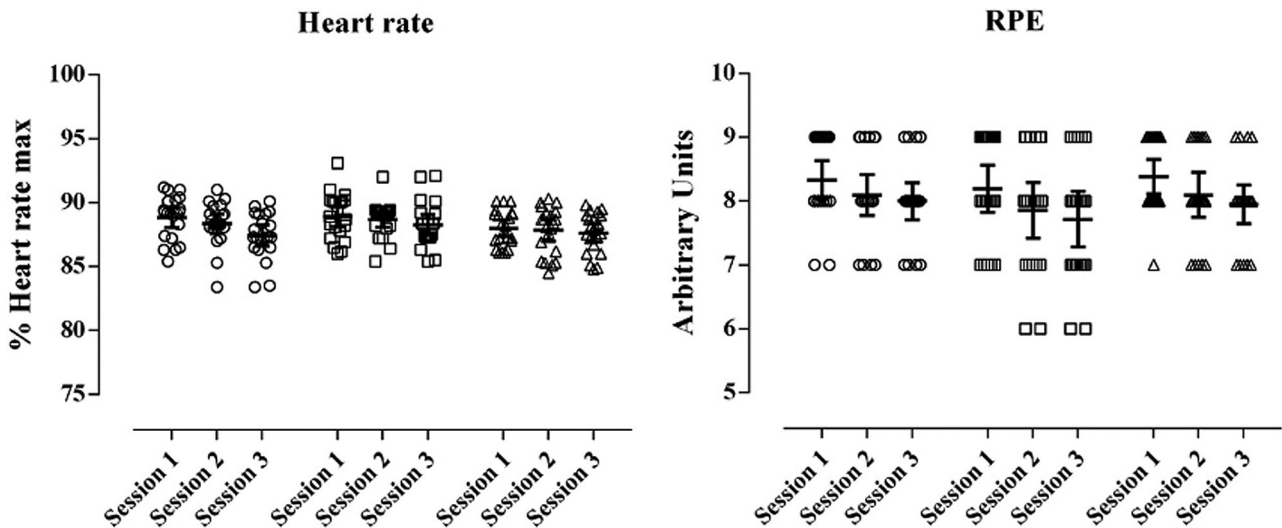 Heart rate
% Heart rate max
100
95
90
85
80
75
Session 1
Session 2
Session 3
Session 1
Session 2
Session 3
Session 1
Session 2
Session 3
RPE
Arbitrary Units
10
9
8
7
6
5
Session 1
Session 2
Session 3
Session 1
Session 2
Session 3
Session 1
Session 2
Session 3